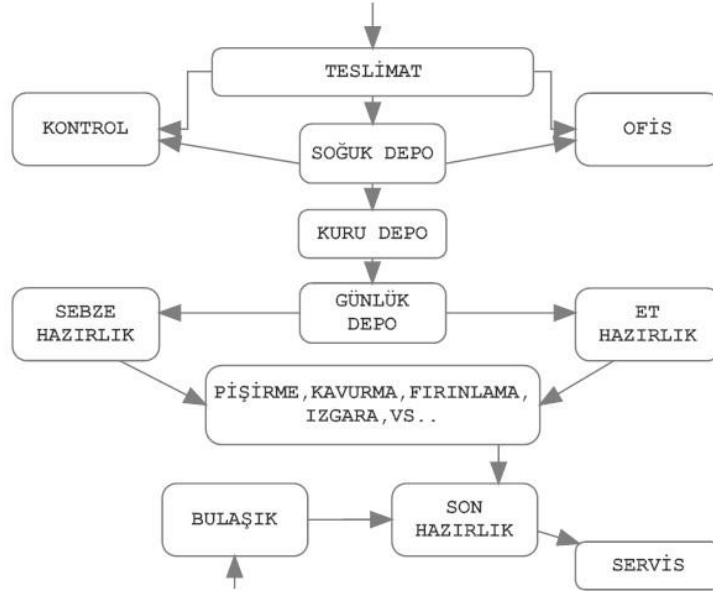 TESLİMAT
KONTROL
OFİS
SOĞUK DEPO
KURU DEPO
GÜNLÜK
DEPO
SEBZE
HAZIRLIK
ET
HAZIRLIK
PİŞİRME,KAVURMA,FIRINLAMA,
IZGARA,VS..
BULAŞIK
SON
HAZIRLIK
SERVİS